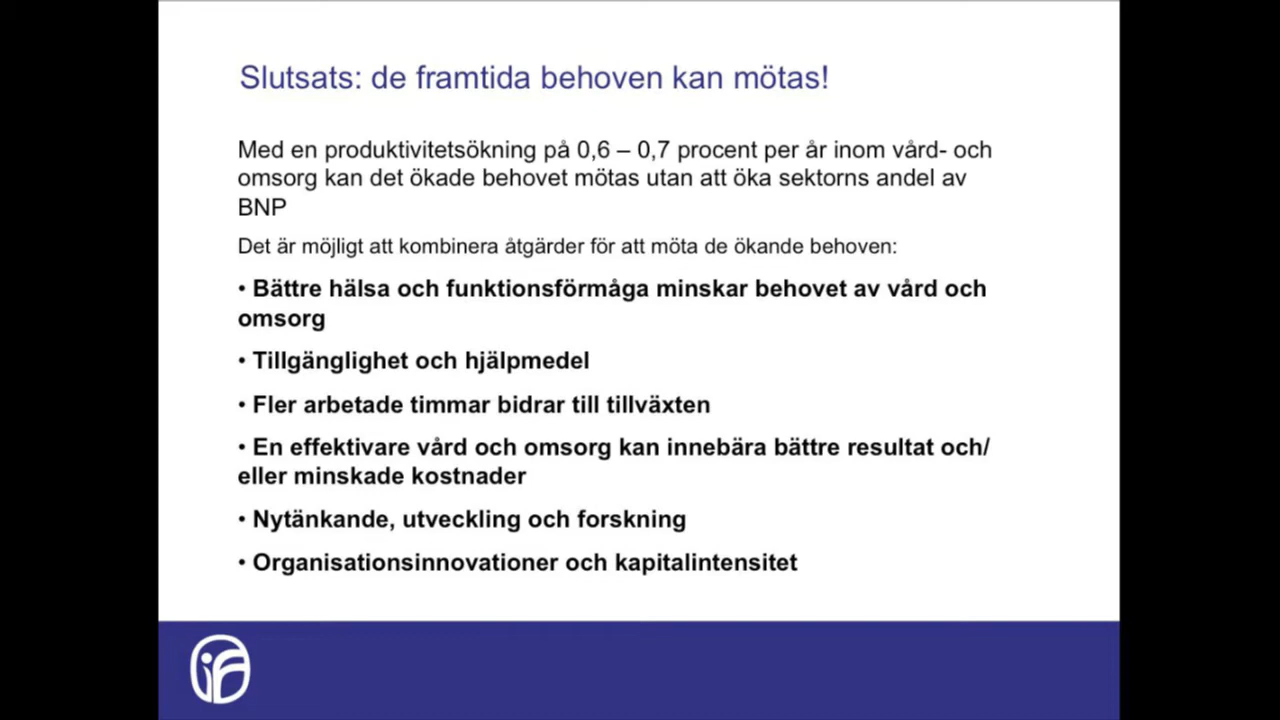 Slutsats: de framtida behoven kan mötas!
Med en produktivitetsökning på 0,6 – 0,7 procent per år inom vård- och
omsorg kan det ökade behovet mötas utan att öka sektorns andel av
BNP
Det är möjligt att kombinera åtgärder för att möta de ökande behoven:
• Bättre hälsa och funktionsförmåga minskar behovet av vård och
omsorg
• Tillgänglighet och hjälpmedel
• Fler arbetade timmar bidrar till tillväxten
• En effektivare vård och omsorg kan innebära bättre resultat och/
eller minskade kostnader
• Nytänkande, utveckling och forskning
• Organisationsinnovationer och kapitalintensitet